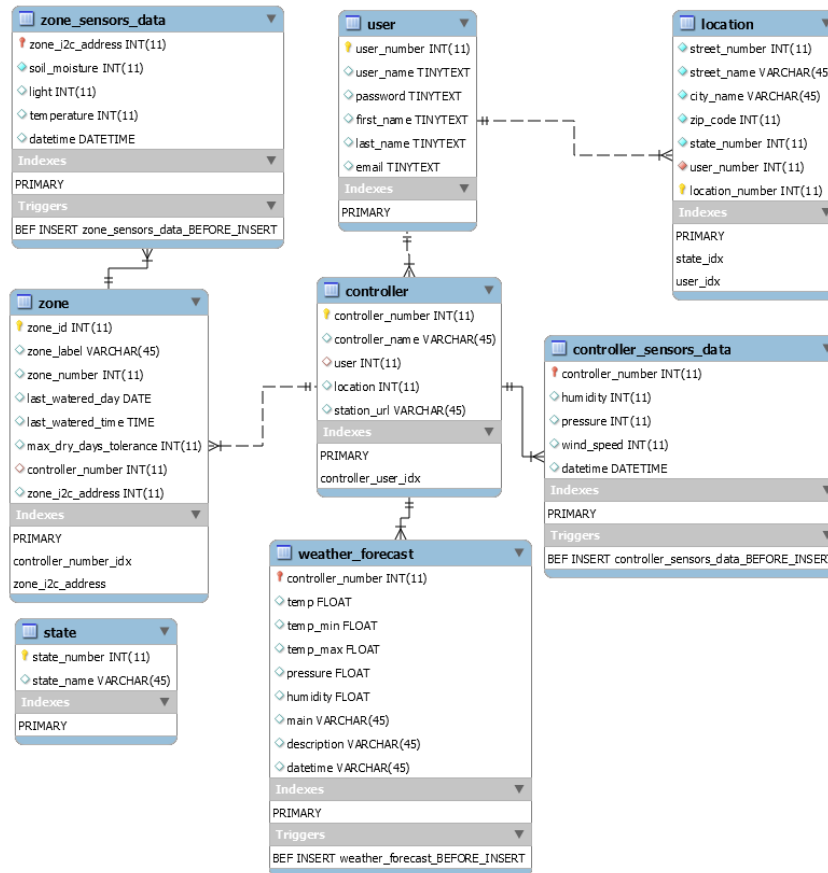 zone_sensors_data
zone_i2c_address INT(11)
soil_moisture INT(11)
light INT(11)
temperature INT(11)
datetime DATETIME
Indexes
PRIMARY
Triggers
BEF INSERT zone_sensors_data_BEFORE_INSERT
user
user_number INT(11)
user_name TINYTEXT
password TINYTEXT
first_name TINYTEXT
last_name TINYTEXT
email TINYTEXT
Indexes
PRIMARY
location
street_number INT(11)
street_name VARCHAR(45
city_name VARCHAR(45)
zip_code INT(11)
state_number INT(11)
user_number INT(11)
location_number INT(11)
Indexes
PRIMARY
state_idx
user_idx
zone
zone_id INT(11)
zone_label VARCHAR(45)
zone_number INT(11)
last_watered_day DATE
last_watered_time TIME
max_dry_days_tolerance INT(11)
controller_number INT(11)
zone_i2c_address INT(11)
Indexes
PRIMARY
controller_number_idx
zone_i2c_address
controller
controller_number INT(11)
controller_name VARCHAR(45)
user INT(11)
location INT(11)
station_url VARCHAR(45)
Indexes
PRIMARY
controller_user_idx
controller_sensors_data
controller_number INT(11)
humidity INT(11)
pressure INT(11)
wind_speed INT(11)
datetime DATETIME
Indexes
PRIMARY
Triggers
BEF INSERT controller_sensors_data_BEFORE_INSERT
state
state_number INT(11)
state_name VARCHAR(45)
Indexes
PRIMARY
weather_forecast
controller_number INT(11)
temp FLOAT
temp_min FLOAT
temp_max FLOAT
pressure FLOAT
humidity FLOAT
main VARCHAR(45)
description VARCHAR(45)
datetime VARCHAR(45)
Indexes
PRIMARY
Triggers
BEF INSERT weather_forecast_BEFORE_INSERT